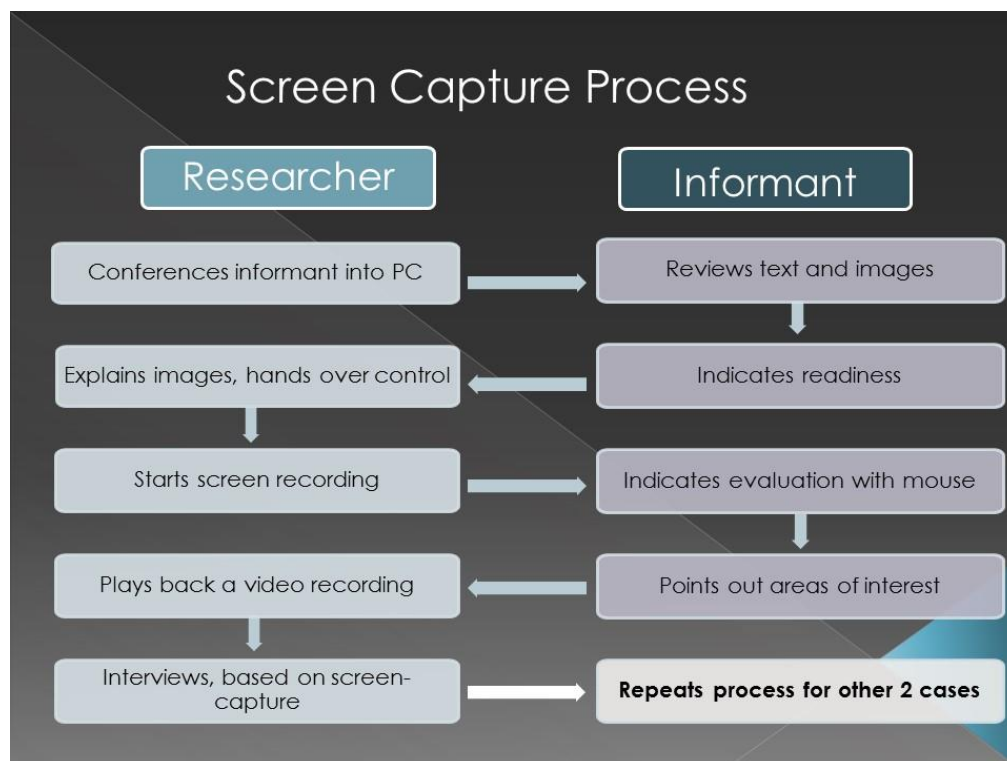 Screen Capture Process
Researcher
Informant
Conferences informant into PC
Reviews text and images
Explains images, hands over control
Indicates readiness
Starts screen recording
Indicates evaluation with mouse
Plays back a video recording
Points out areas of interest
Interviews, based on screen-
capture
Repeats process for other 2 cases